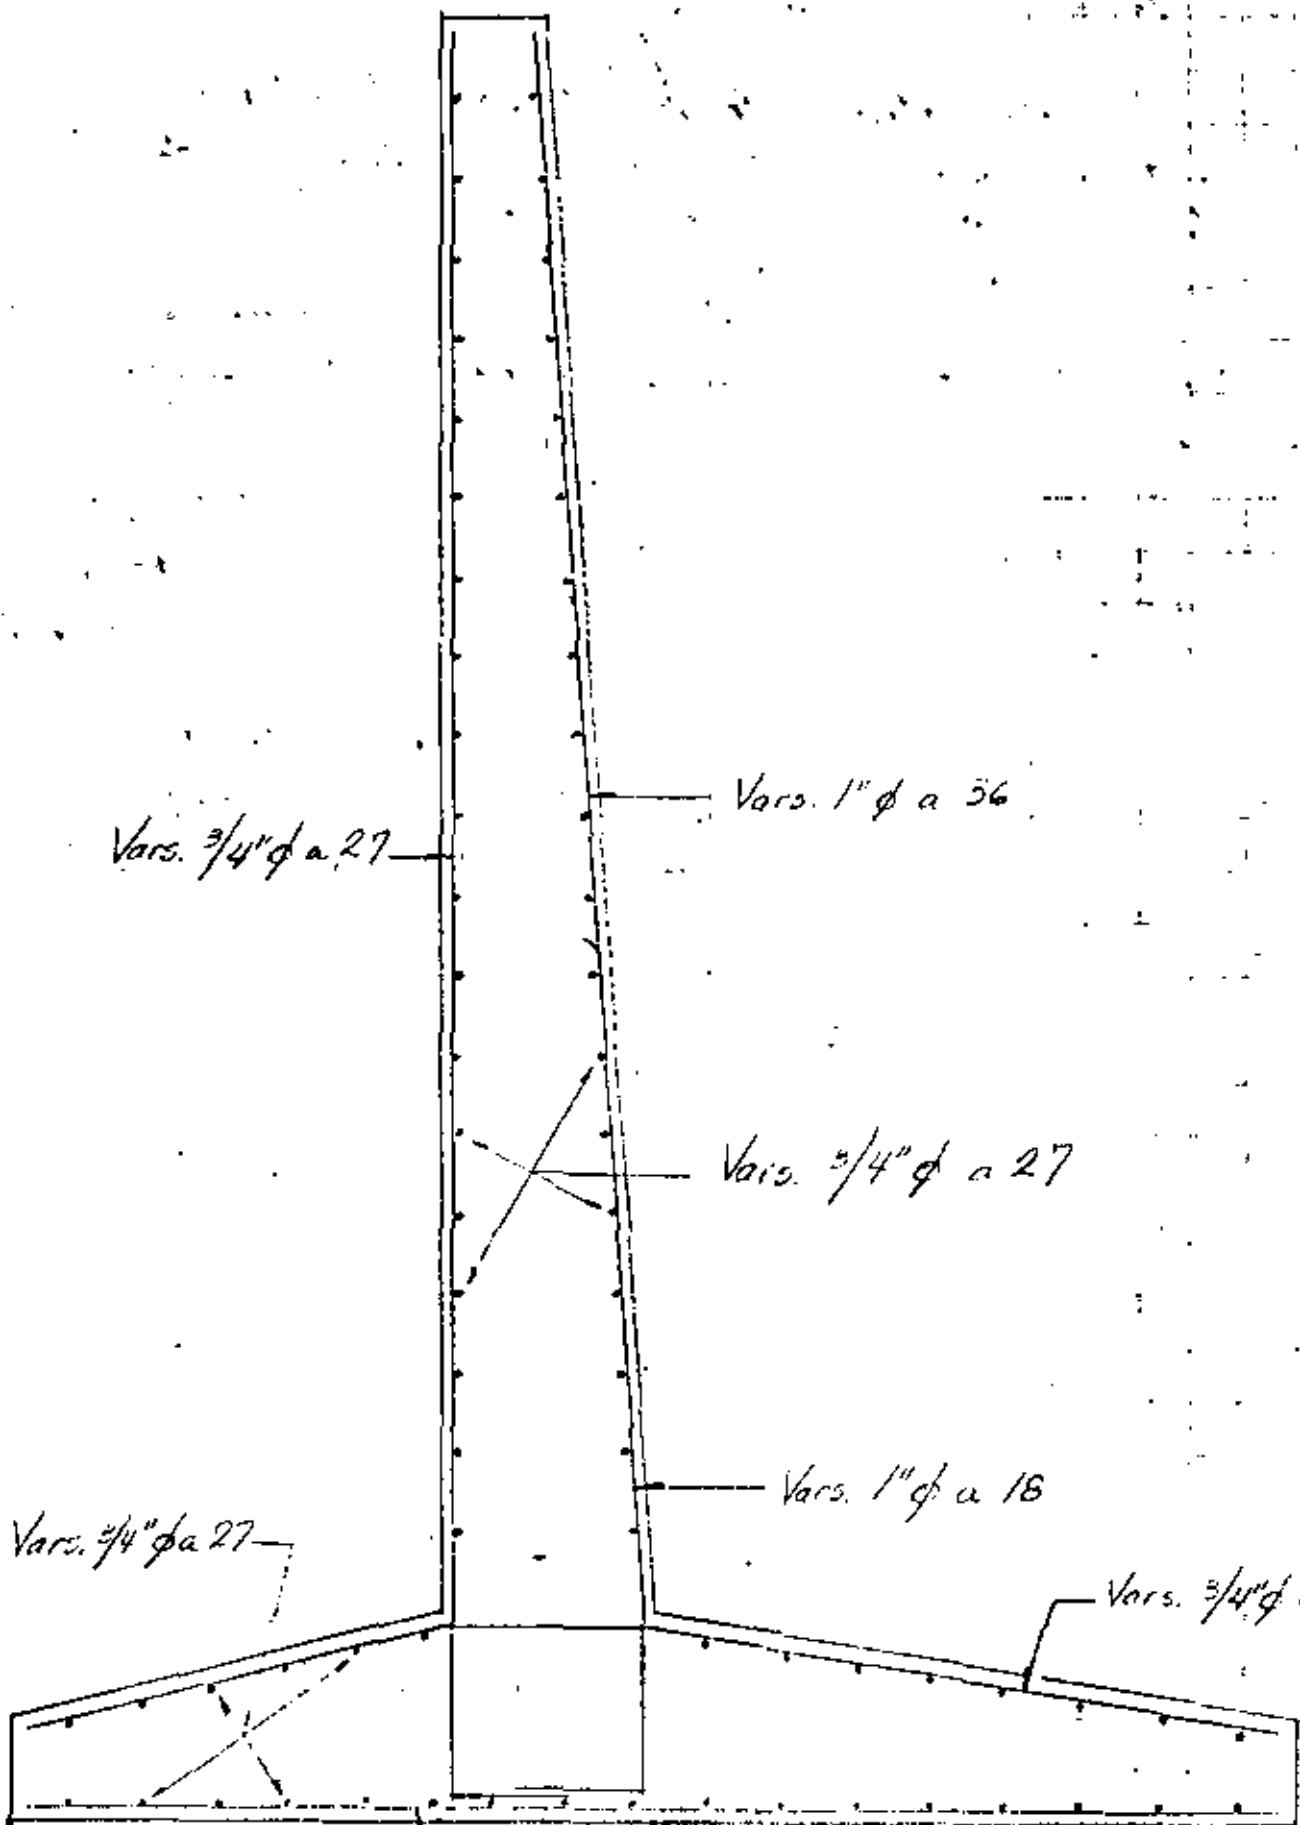 Vars. 1" ϕ a 36
Vars. 3/4" ϕ a 27
Vars. 3/4" ϕ a 27
Vars. 1" ϕ a 18
Vars. 3/4" ϕ a 27
Vars. 3/4" ϕ